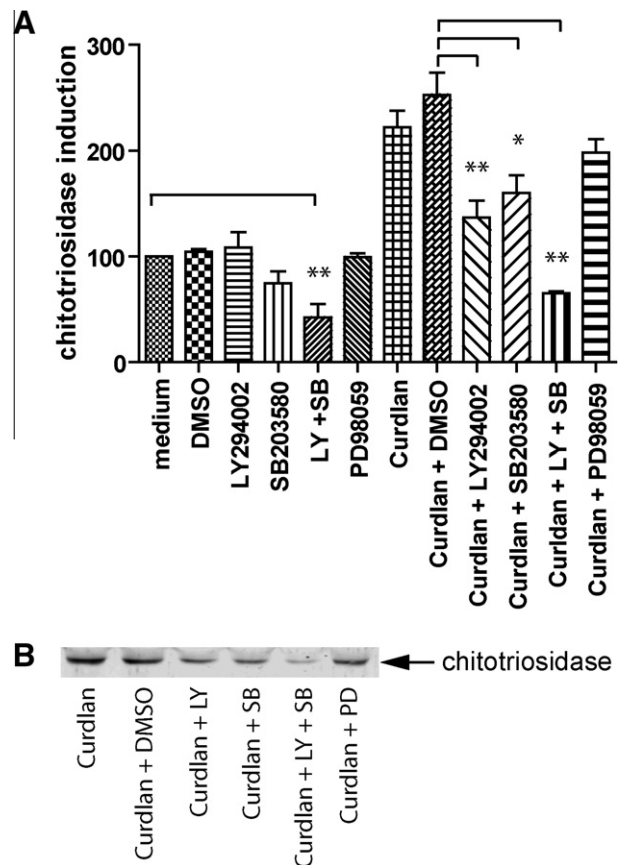 A
chitotriosidase induction
300
200
100
0
**
**
*
**
medium
DMSO
LY294002
SB203580
LY +SB
PD98059
Curdlan
Curdlan + DMSO
Curdlan + LY294002
Curdlan + SB203580
Curldan + LY + SB
Curdlan + PD98059
B
chitotriosidase
Curdlan
Curdlan + DMSO
Curdlan + LY
Curdlan + SB
Curdlan + LY + SB
Curdlan + PD